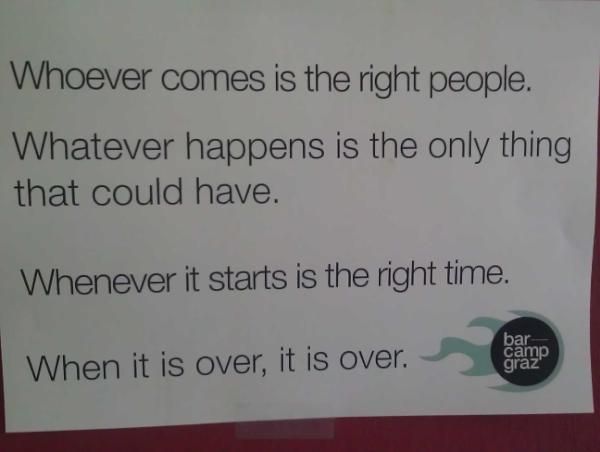 Whoever comes is the right people.
Whatever happens is the only thing
that could have.
Whenever it starts is the right time.
When it is over, it is over.
bar
camp
graz